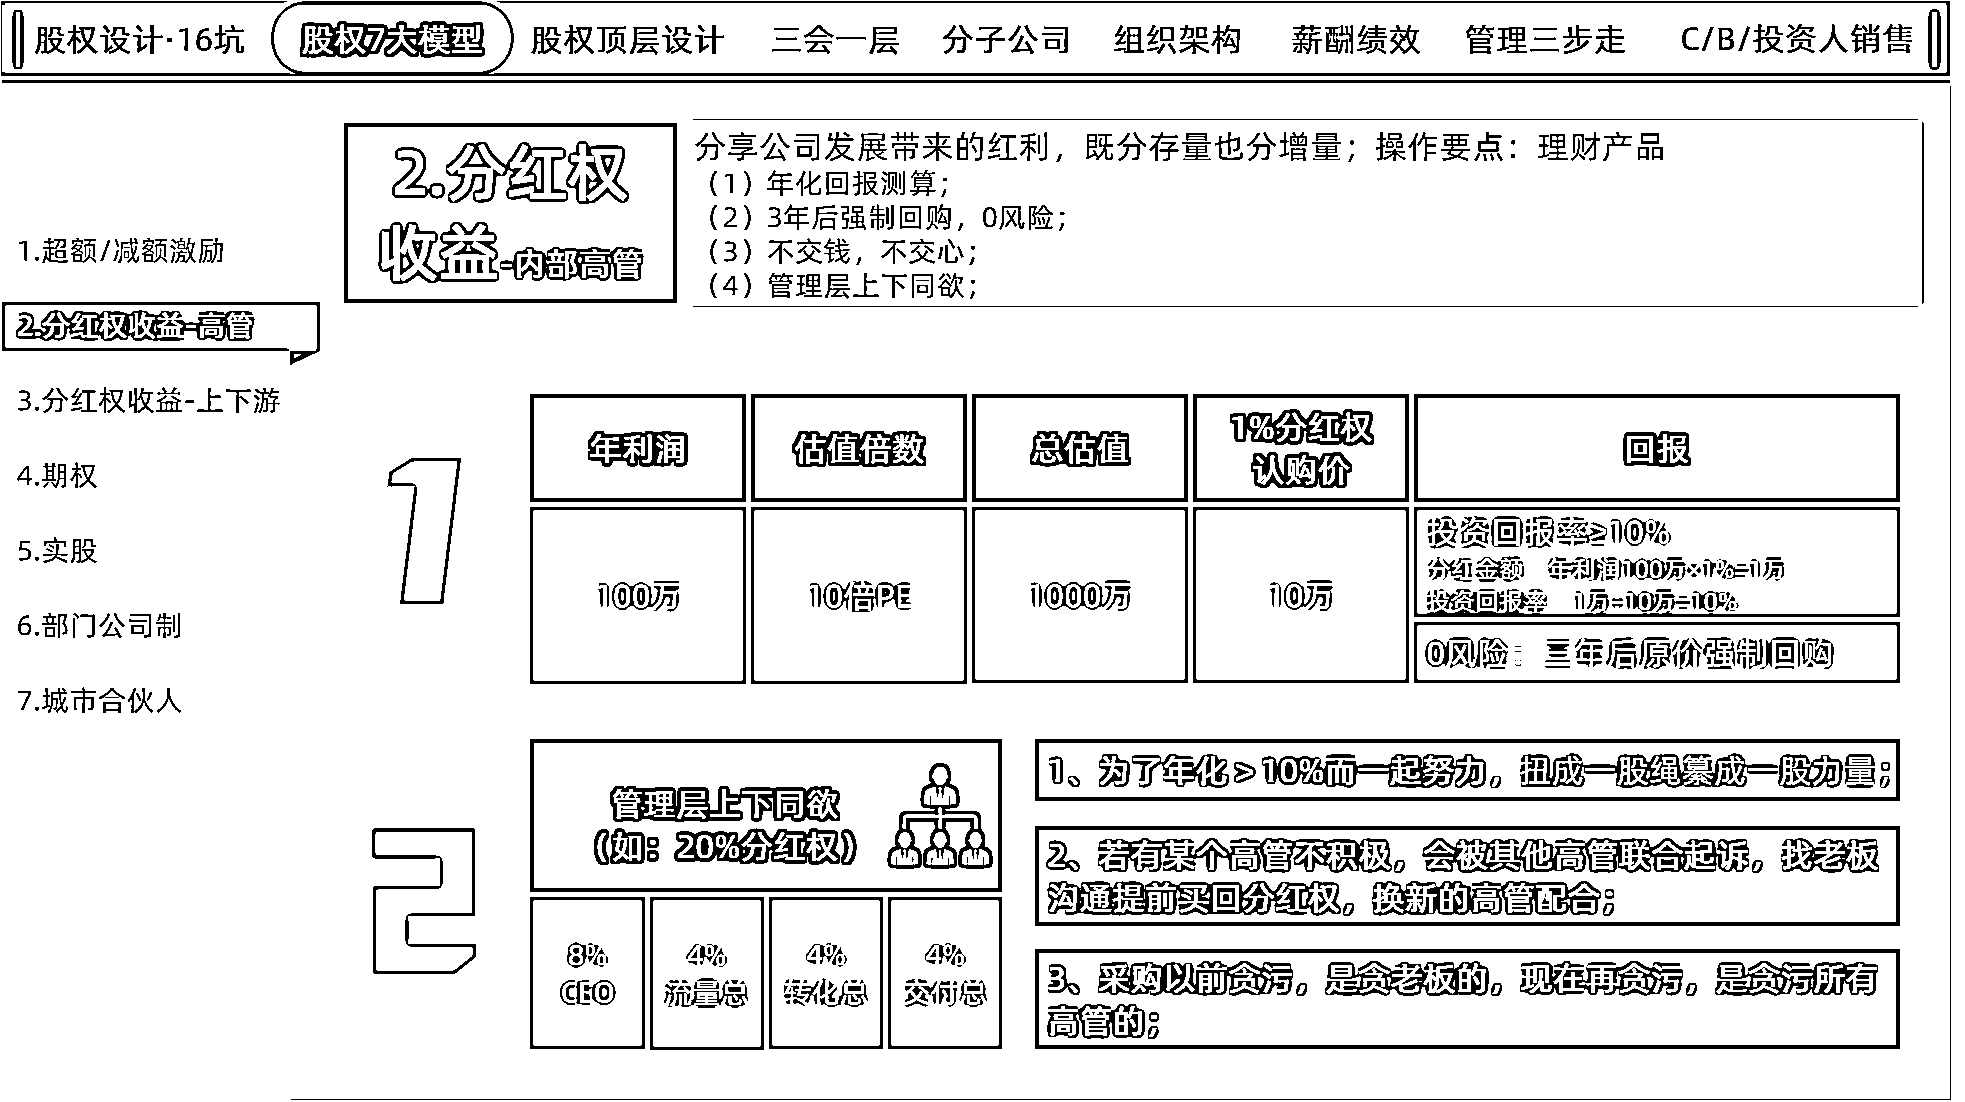 股权设计·16坑 股权7大模型 股权顶层设计 三会一层 分子公司 组织架构 薪酬绩效 管理三步走 C/B/投资人销售
1.超额/减额激励
2.分红权收益-高管
3.分红权收益-上下游
4.期权
5.实股
6.部门公司制
7.城市合伙人
2.分红权
收益-内部高管
分享公司发展带来的红利，既分存量也分增量；操作要点：理财产品
（1）年化回报测算；
（2）3年后强制回购，0风险；
（3）不交钱，不交心；
（4）管理层上下同欲；
1
年利润 估值倍数 总估值 1%分红权
认购价
回报
100万 10倍PE 1000万 10万
投资回报率≥10%
分红金额 年利润100万×1%=1万
投资回报率 1万÷10万=10%
0风险：三年后原价强制回购
2
管理层上下同欲
（如：20%分红权）
8% 4% 4% 4%
CEO 流量总 转化总 交付总
1、为了年化＞10%而一起努力，扭成一股绳纂成一股力量；
2、若有某个高管不积极，会被其他高管联合起诉，找老板
沟通提前买回分红权，换新的高管配合；
3、采购以前贪污，是贪老板的，现在再贪污，是贪污所有
高管的；